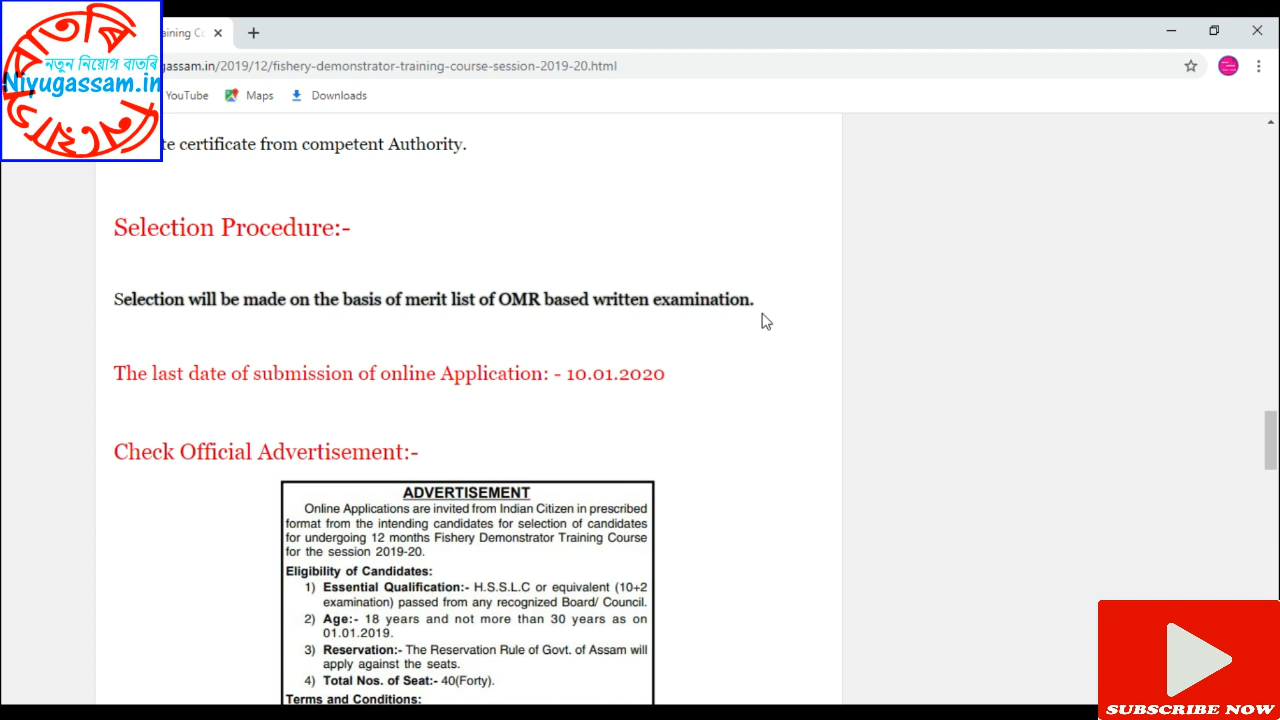 বাতৰি
নতুন নিয়োগ বাতৰি
Niyugassam.in
নিয়োগ
aining Co
gassam.in/2019/12/fishery-demonstrator-training-course-session-2019-20.html
YouTube Maps Downloads
te certificate from competent Authority.
Selection Procedure:-
Selection will be made on the basis of merit list of OMR based written examination.
The last date of submission of online Application: - 10.01.2020
Check Official Advertisement:-
ADVERTISEMENT
Online Applications are invited from Indian Citizen in prescribed
format from the intending candidates for selection of candidates
for undergoing 12 months Fishery Demonstrator Training Course
for the session 2019-20.
Eligibility of Candidates:
1) Essential Qualification:- H.S.S.L.C or equivalent (10+2
examination) passed from any recognized Board/ Council.
2) Age:- 18 years and not more than 30 years as on
01.01.2019.
3) Reservation:- The Reservation Rule of Govt. of Assam will
apply against the seats.
4) Total Nos. of Seat:- 40(Forty).
Terms and Conditions:
SUBSCRIBE NOW